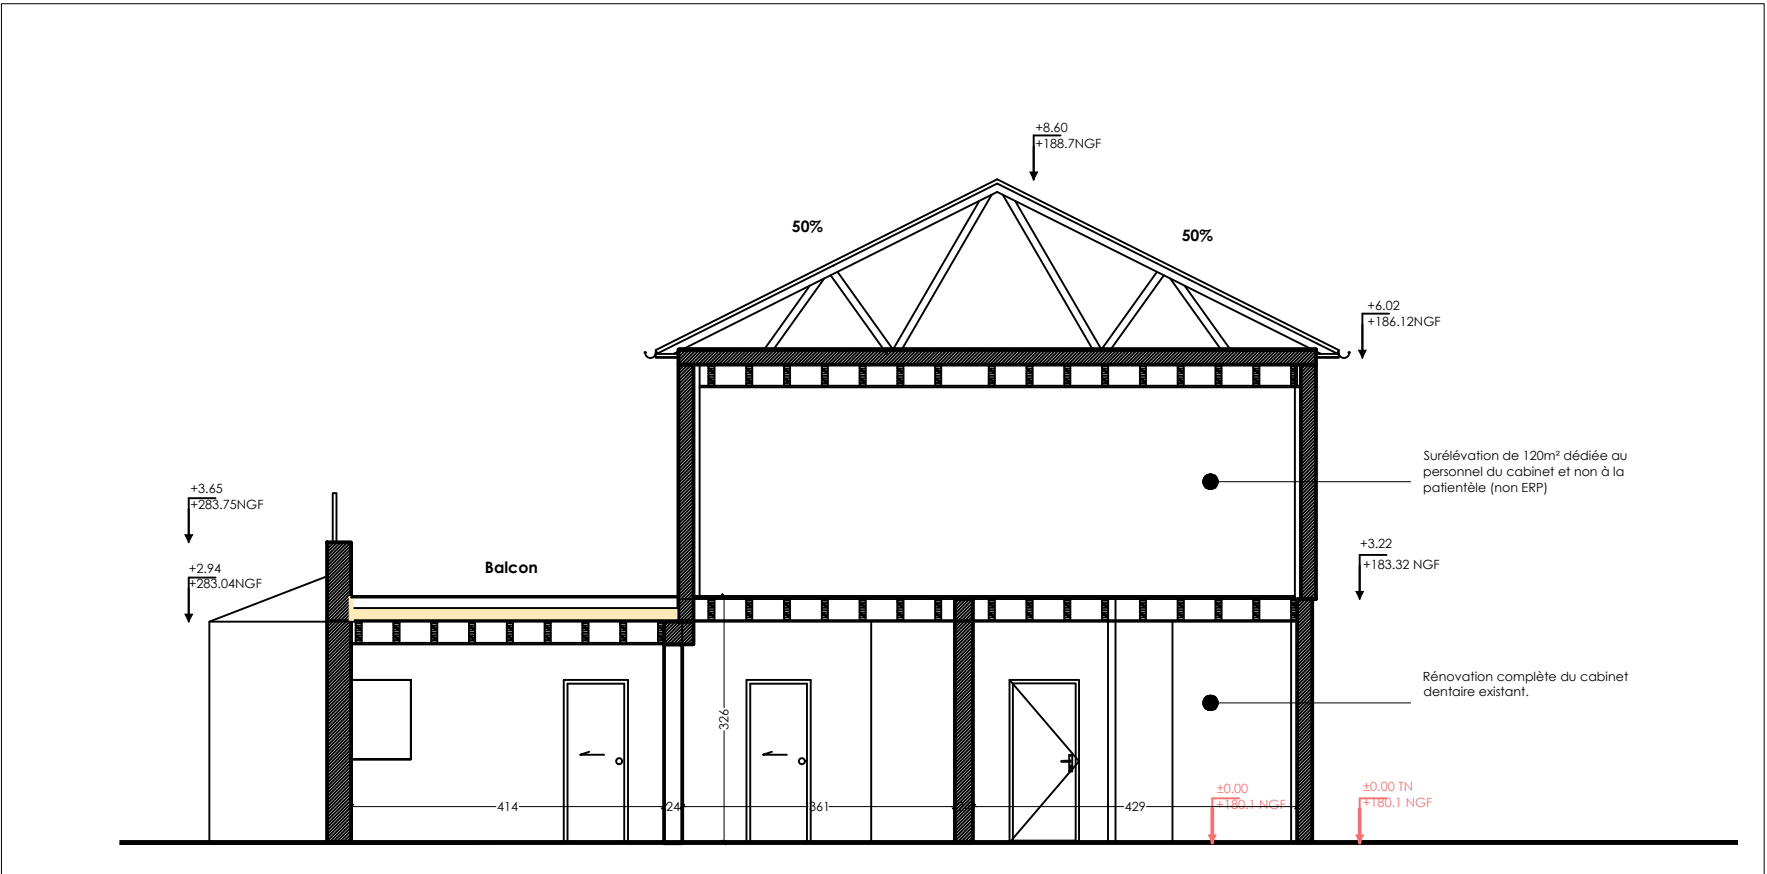 +8.60
+188.7NGF
50%
50%
+6.02
+186.12NGF
Surélévation de 120m² dédiée au
personnel du cabinet et non à la
patientèle (non ERP)
+3.65
+283.75NGF
+3.22
+183.32 NGF
Balcon
+2.94
+283.04NGF
Rénovation complète du cabinet
dentaire existant.
326
±0.00
+180.1 NGF
±0.00 TN
+180.1 NGF
414
24
361
429